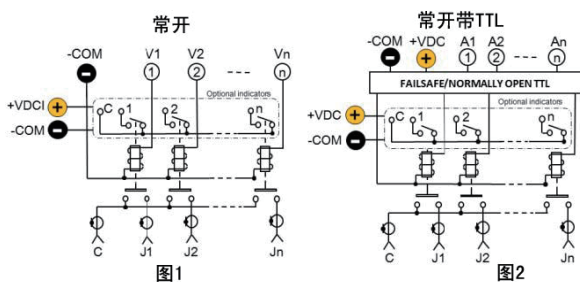 常开
-COM V1 V2 Vn
1 2 n
+VDCI
-COM
Optional indicators
C 1 2 n
C J1 J2 Jn
图1
常开带TTL
-COM +VDC A1 A2 An
1 2 n
FAILSAFE/NORMALLY OPEN TTL
Optional indicators
+VDC
-COM
C 1 2 n
C J1 J2 Jn
图2